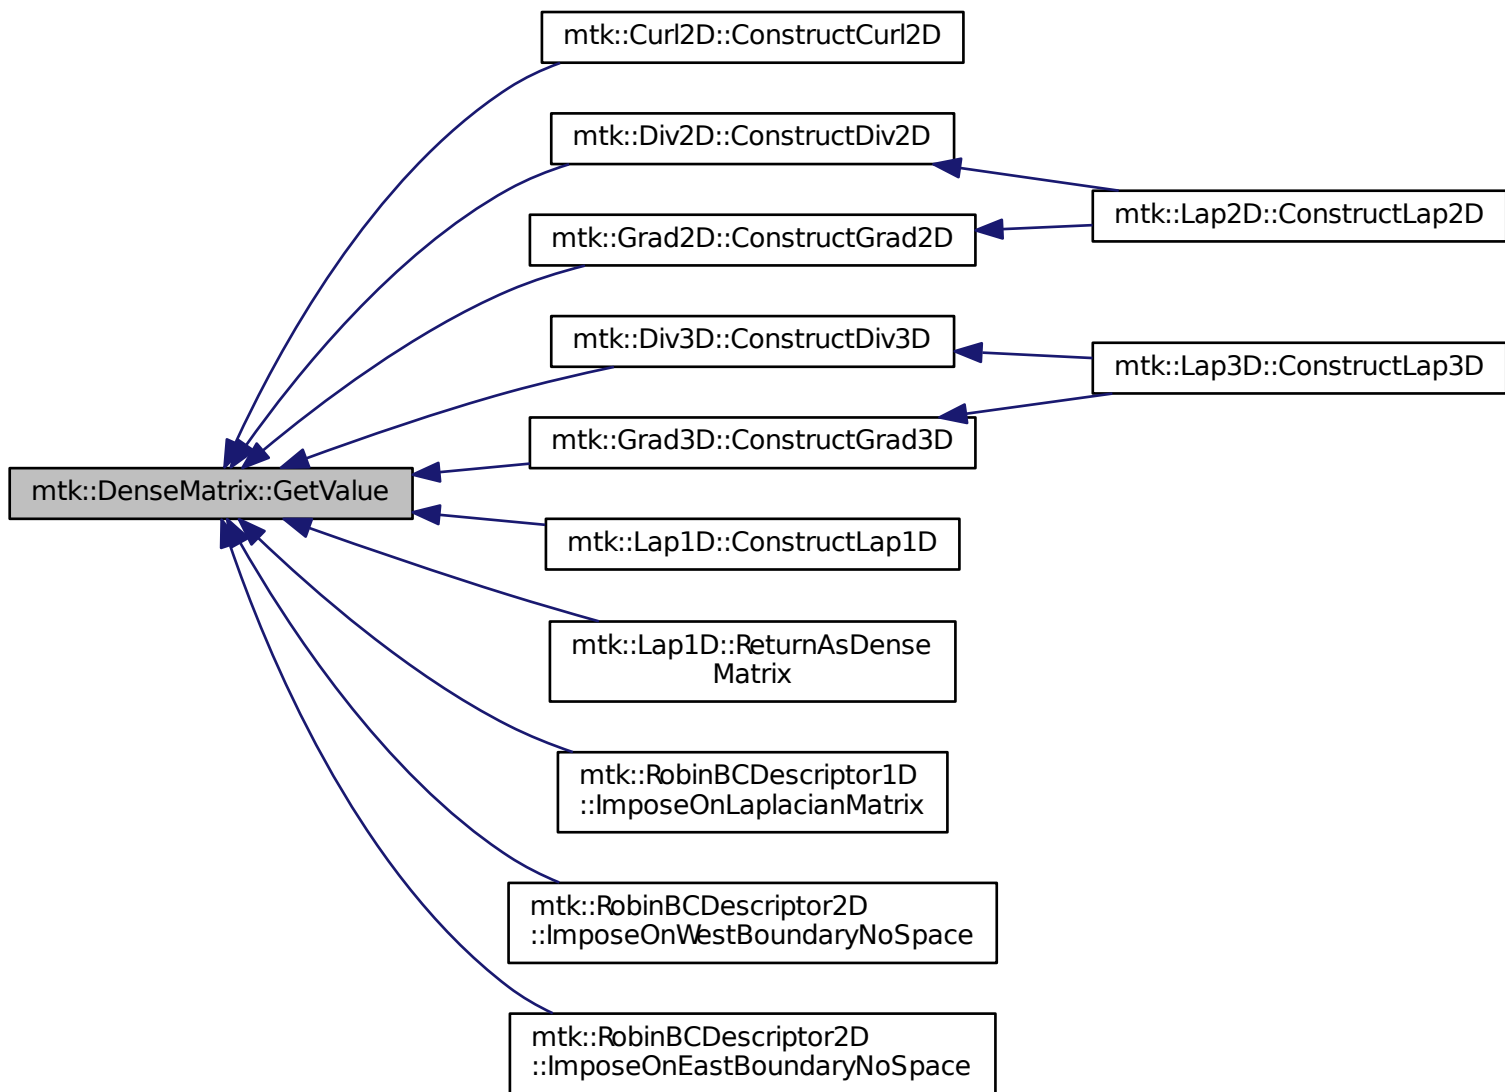 mtk::Curl2D::ConstructCurl2D
mtk::Div2D::ConstructDiv2D
mtk::Lap2D::ConstructLap2D
mtk::Grad2D::ConstructGrad2D
mtk::Div3D::ConstructDiv3D
mtk::Lap3D::ConstructLap3D
mtk::Grad3D::ConstructGrad3D
mtk::DenseMatrix::GetValue
mtk::Lap1D::ConstructLap1D
mtk::Lap1D::ReturnAsDense
Matrix
mtk::RobinBCDescriptor1D
::ImposeOnLaplacianMatrix
mtk::RobinBCDescriptor2D
::ImposeOnWestBoundaryNoSpace
mtk::RobinBCDescriptor2D
::ImposeOnEastBoundaryNoSpace